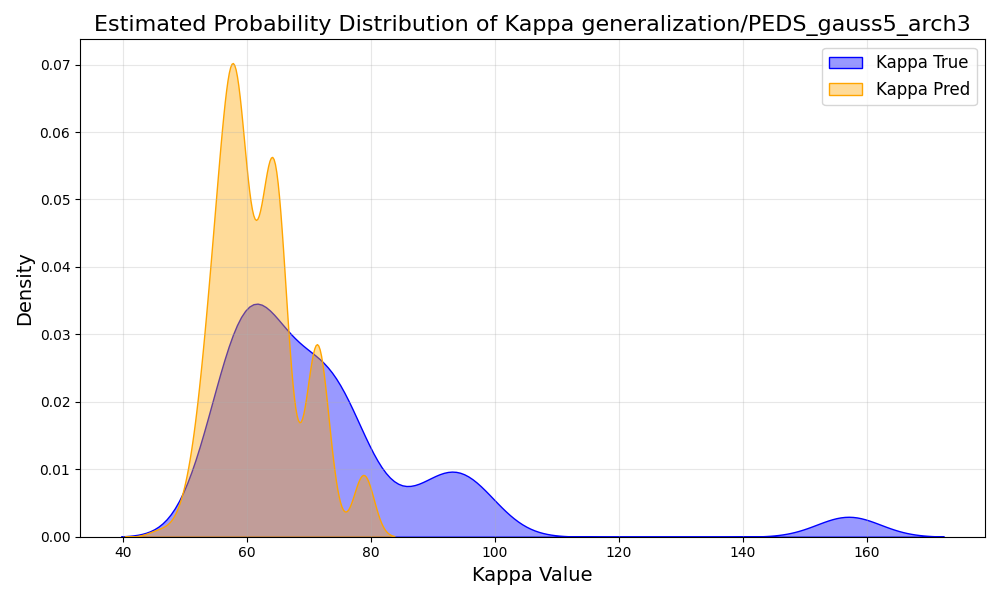 Estimated Probability Distribution of Kappa generalization/PEDS_gauss5_arch3
Kappa True
Kappa Pred
Density
0.07
0.06
0.05
0.04
0.03
0.02
0.01
0.00
40 60 80 100 120 140 160
Kappa Value